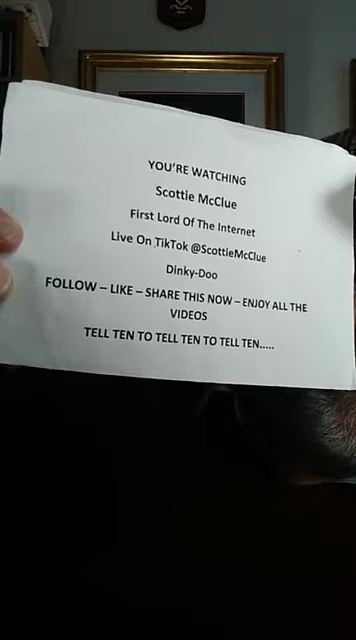 YOU'RE WATCHING
Scottie McClue
First Lord Of The Internet
Live On TikTok @ScottieMcClue
Dinky-Doo
FOLLOW – LIKE – SHARE THIS NOW – ENJOY ALL THE
VIDEOS
TELL TEN TO TELL TEN TO TELL TEN.....